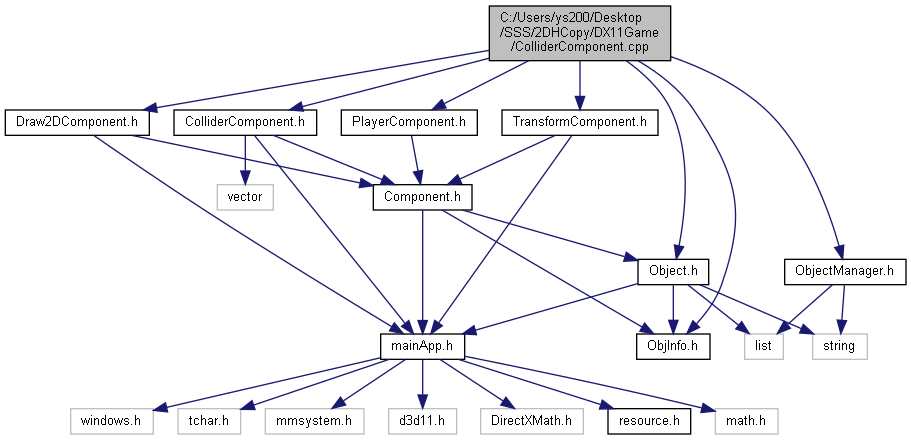 C:/Users/ys200/Desktop
/SSS/2DHCopy/DX11Game
/ColliderComponent.cpp
Draw2DComponent.h
ColliderComponent.h
PlayerComponent.h
TransformComponent.h
vector
Component.h
Object.h
ObjectManager.h
mainApp.h
ObjInfo.h
list
string
windows.h
tchar.h
mmsystem.h
d3d11.h
DirectXMath.h
resource.h
math.h